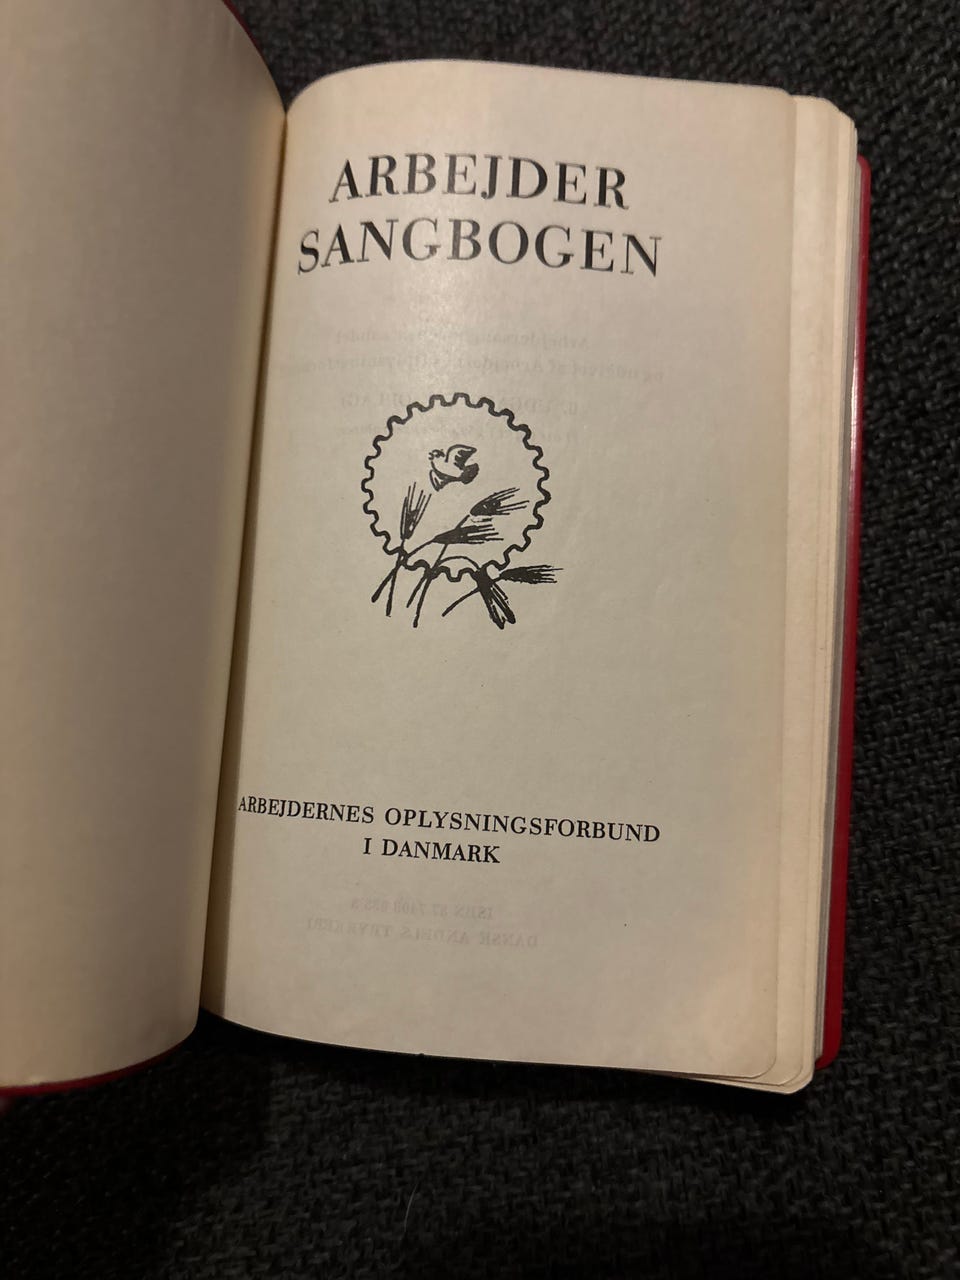 ARBEJDER
SANGBOGEN
ARBEJDERNES OPLYSNINGSFORBUND
I DANMARK